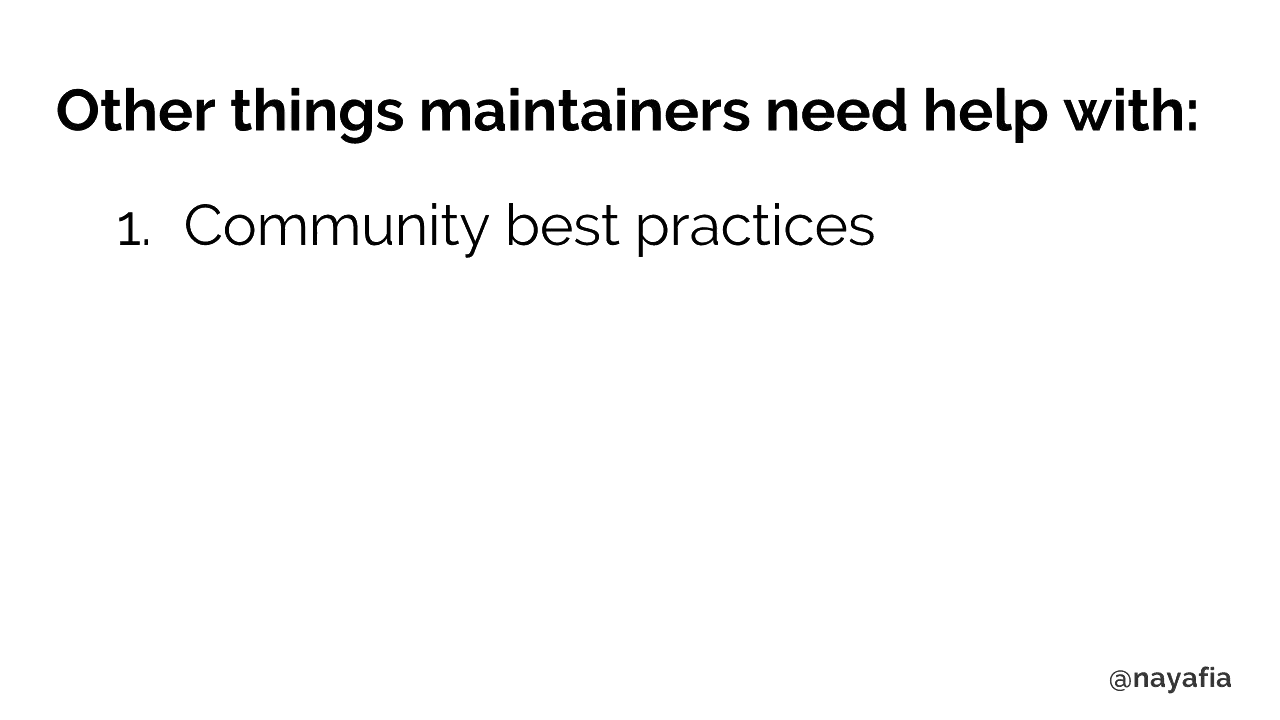 Other things maintainers need help with:
1. Community best practices
@nayafia